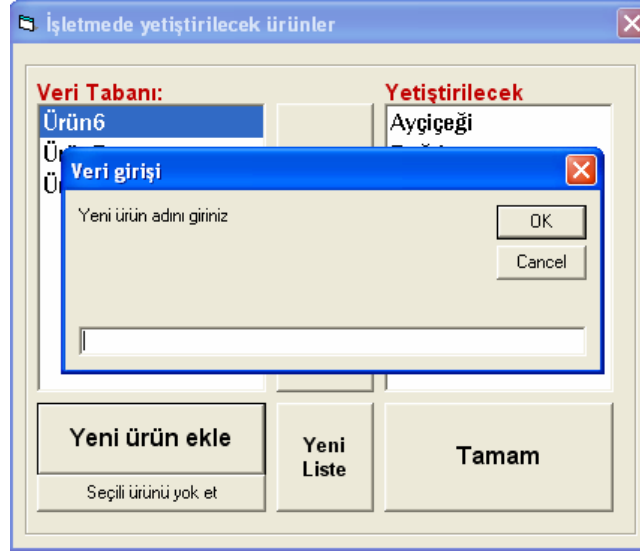 İşletmede yetiştirilecek ürünler
Veri Tabanı:
Yetiştirilecek
Ürün6
Ayçiçeği
Veri girişi
Yeni ürün adını giriniz
OK
Cancel
Yeni ürün ekle
Seçili ürünü yok et
Yeni
Liste
Tamam